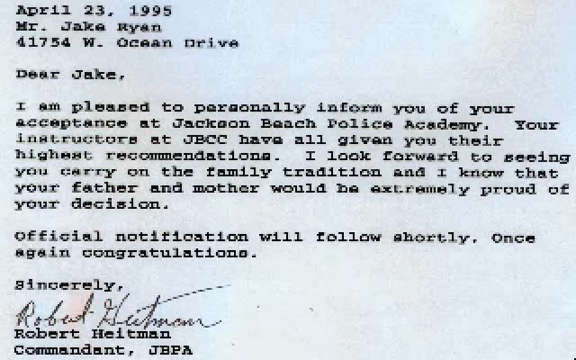 April 23, 1995
Mr. Jake Ryan
41754 W. Ocean Drive
Dear Jake,
I am pleased to personally inform you of your
acceptance at Jackson Beach Police Academy. Your
instructors at JBCC have all given you their
highest recommendations. I look forward to seeing
you carry on the family tradition and I know that
your father and mother would be extremely proud of
your decision.
Official notification will follow shortly. Once
again congratulations.
Sincerely,
Robert Heitman
Robert Heitman
Commandant, JBPA